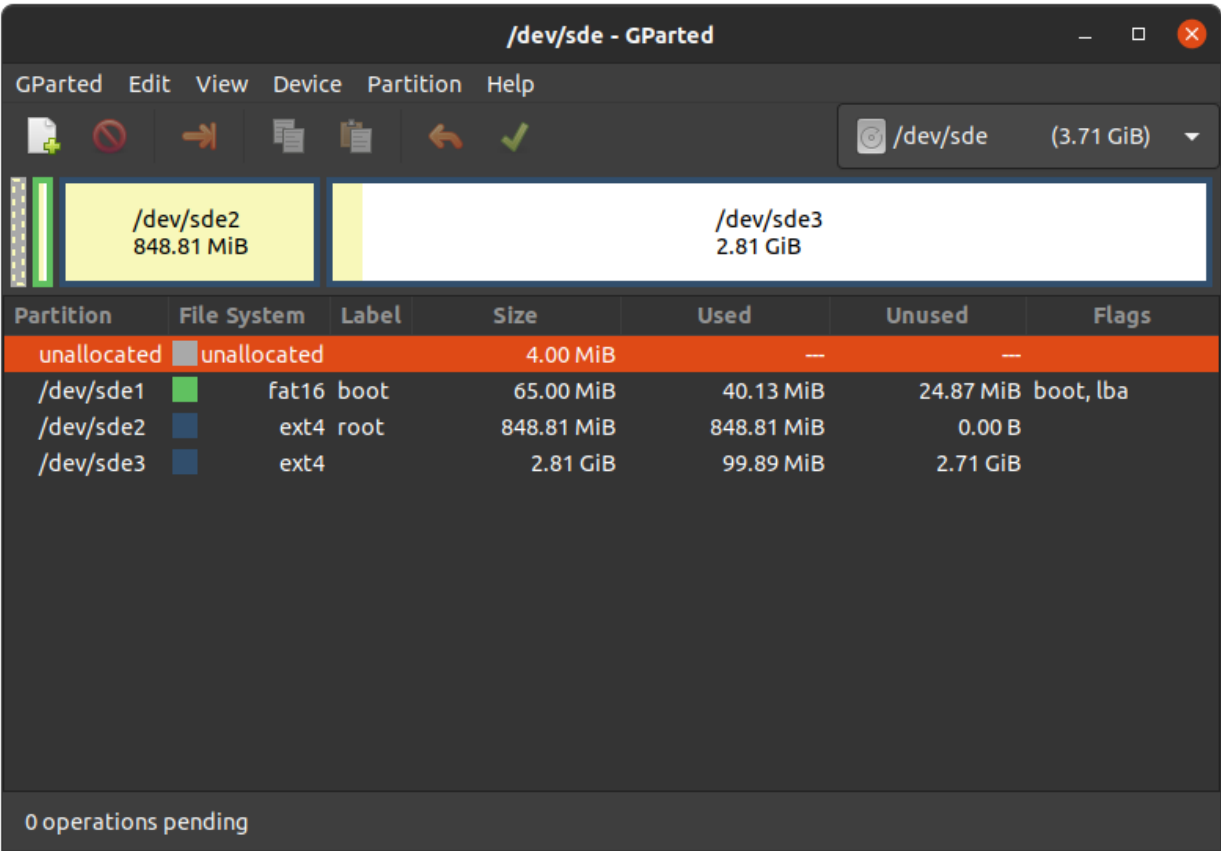 /dev/sde - GParted
GParted Edit View Device Partition Help
/dev/sde (3.71 GiB)
/dev/sde2 /dev/sde3
848.81 MiB 2.81 GiB
Partition File System Label Size Used Unused Flags
unallocated unallocated 4.00 MiB --- ---
/dev/sde1 fat16 boot 65.00 MiB 40.13 MiB 24.87 MiB boot, lba
/dev/sde2 ext4 root 848.81 MiB 848.81 MiB 0.00 B
/dev/sde3 ext4 2.81 GiB 99.89 MiB 2.71 GiB
0 operations pending